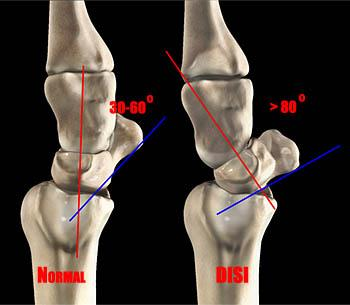 30-60°
> 80°
NORMAL
DISI